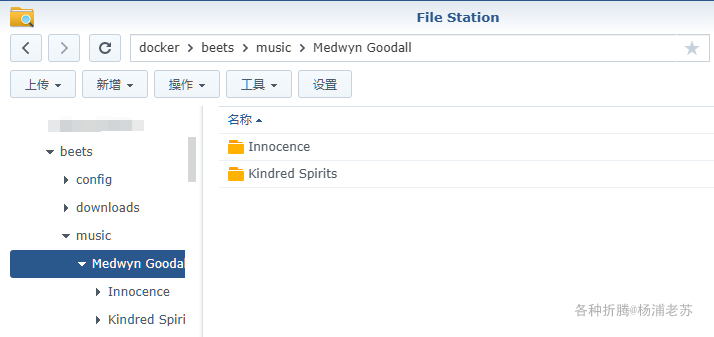 File Station
docker > beets > music > Medwyn Goodall
上传 新增 操作 工具 设置
名称
beets
Innocence
config
Kindred Spirits
downloads
music
Medwyn Goodal
Innocence
Kindred Spiri
各种折腾@杨浦老苏